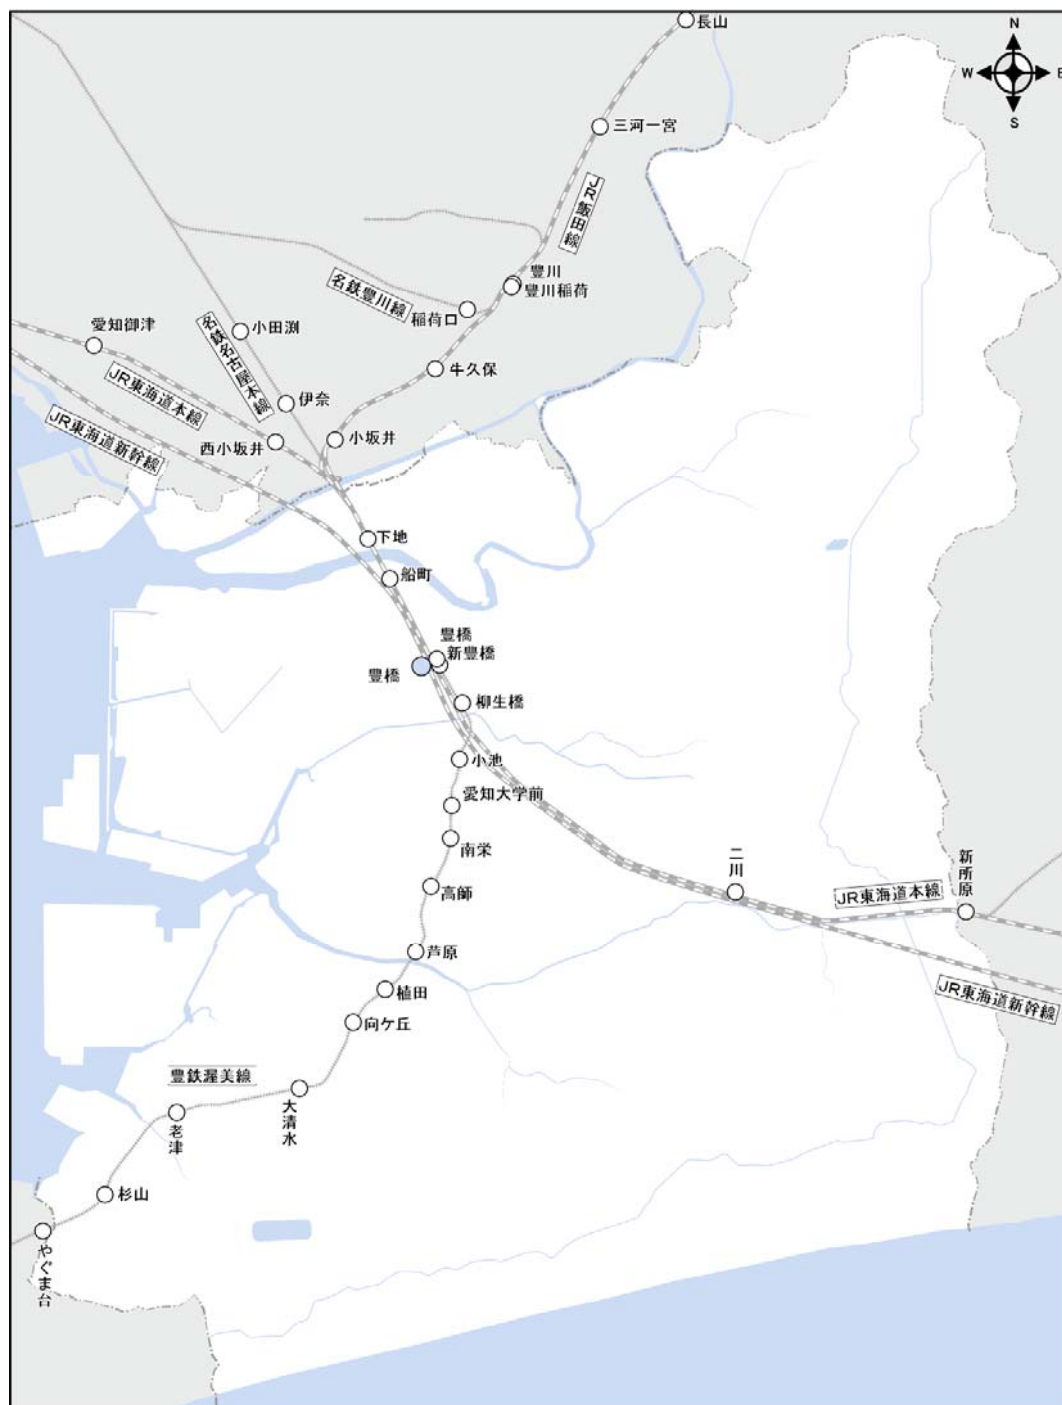 長山
N
W
E
S
三河一宮
JR飯田線
豊川
豊川稲荷
名鉄豊川線
稲荷口
愛知御津
小田渕
名鉄名古屋本線
牛久保
JR東海道本線
伊奈
JR東海道新幹線
西小坂井
小坂井
下地
船町
豊橋
新豊橋
豊橋
柳生橋
小池
愛知大学前
南栄
二川
新所原
高師
JR東海道本線
芦原
植田
JR東海道新幹線
向ケ丘
豊鉄渥美線
大清水
老津
杉山
やぐま台